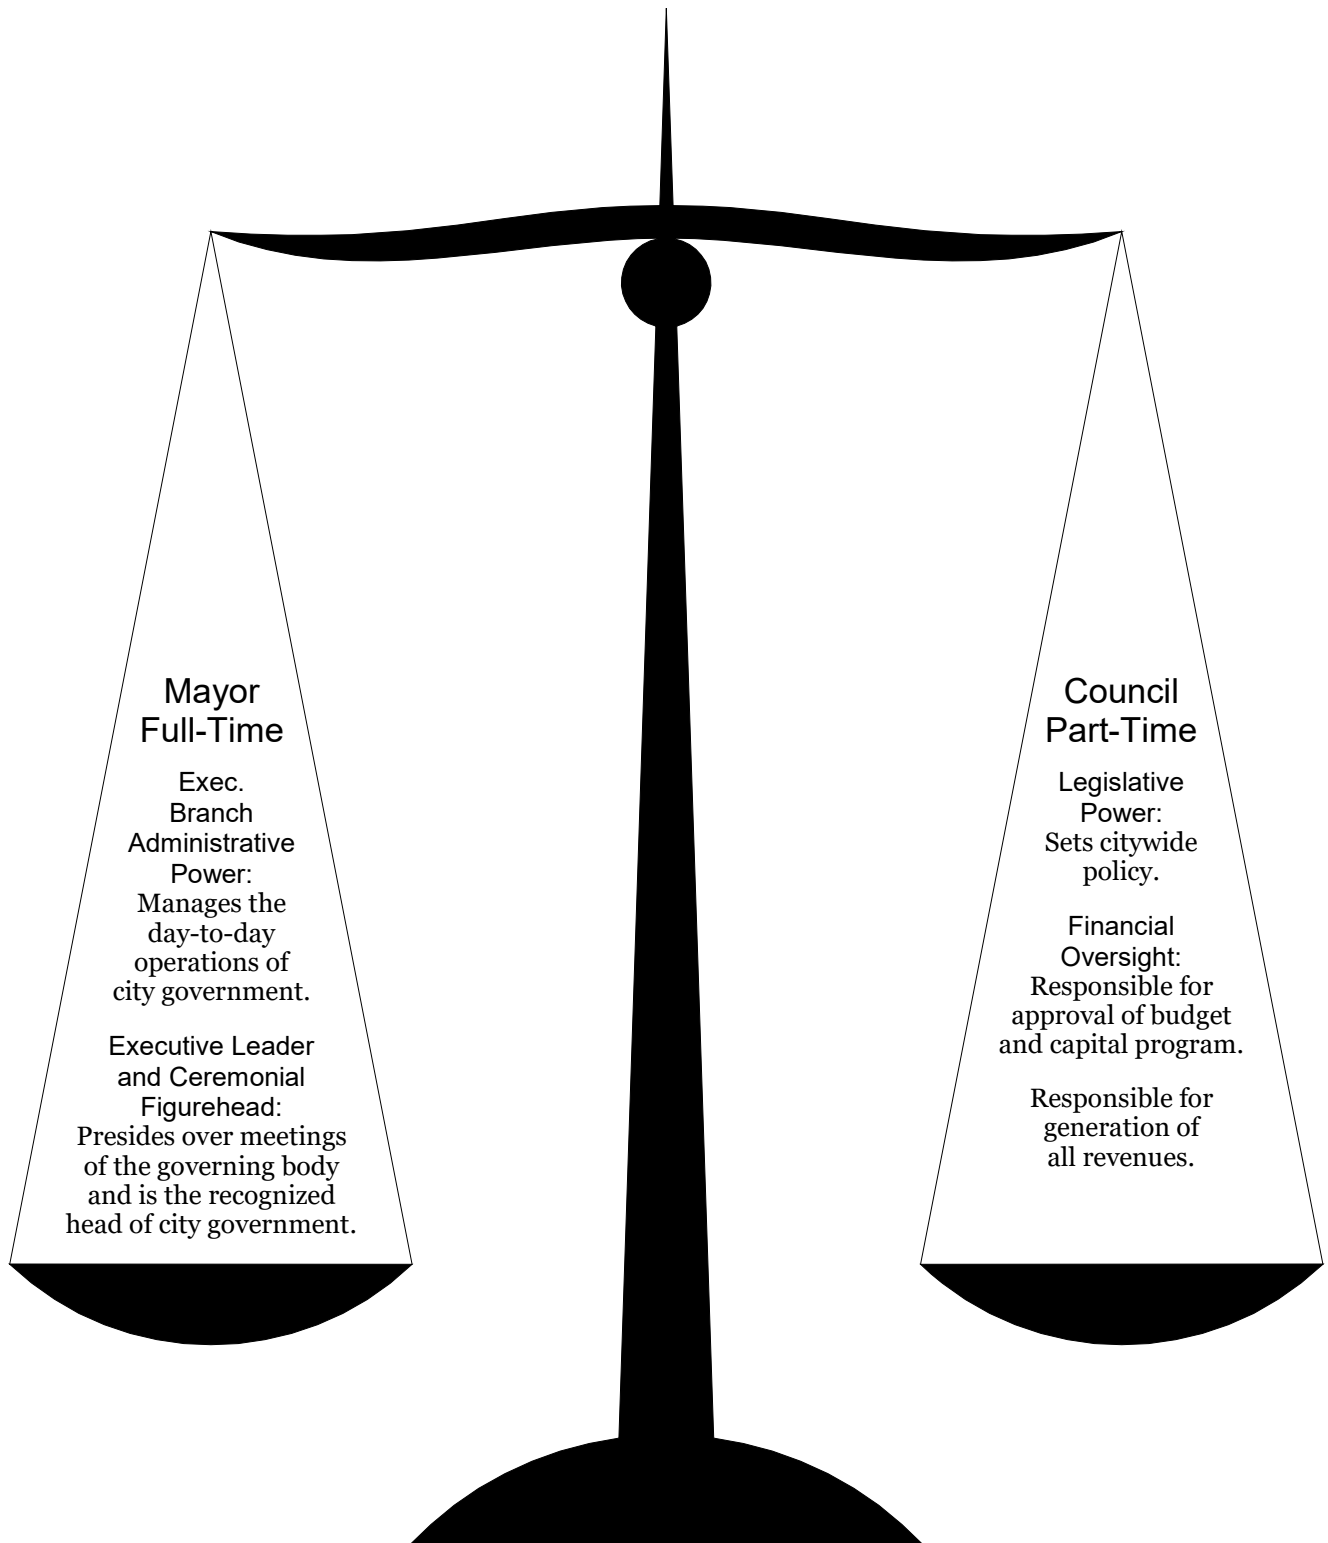 Mayor
Full-Time
Exec.
Branch
Administrative
Power:
Manages the
day-to-day
operations of
city government.
Executive Leader
and Ceremonial
Figurehead:
Presides over meetings
of the governing body
and is the recognized
head of city government.
Council
Part-Time
Legislative
Power:
Sets citywide
policy.
Financial
Oversight:
Responsible for
approval of budget
and capital program.
Responsible for
generation of
all revenues.